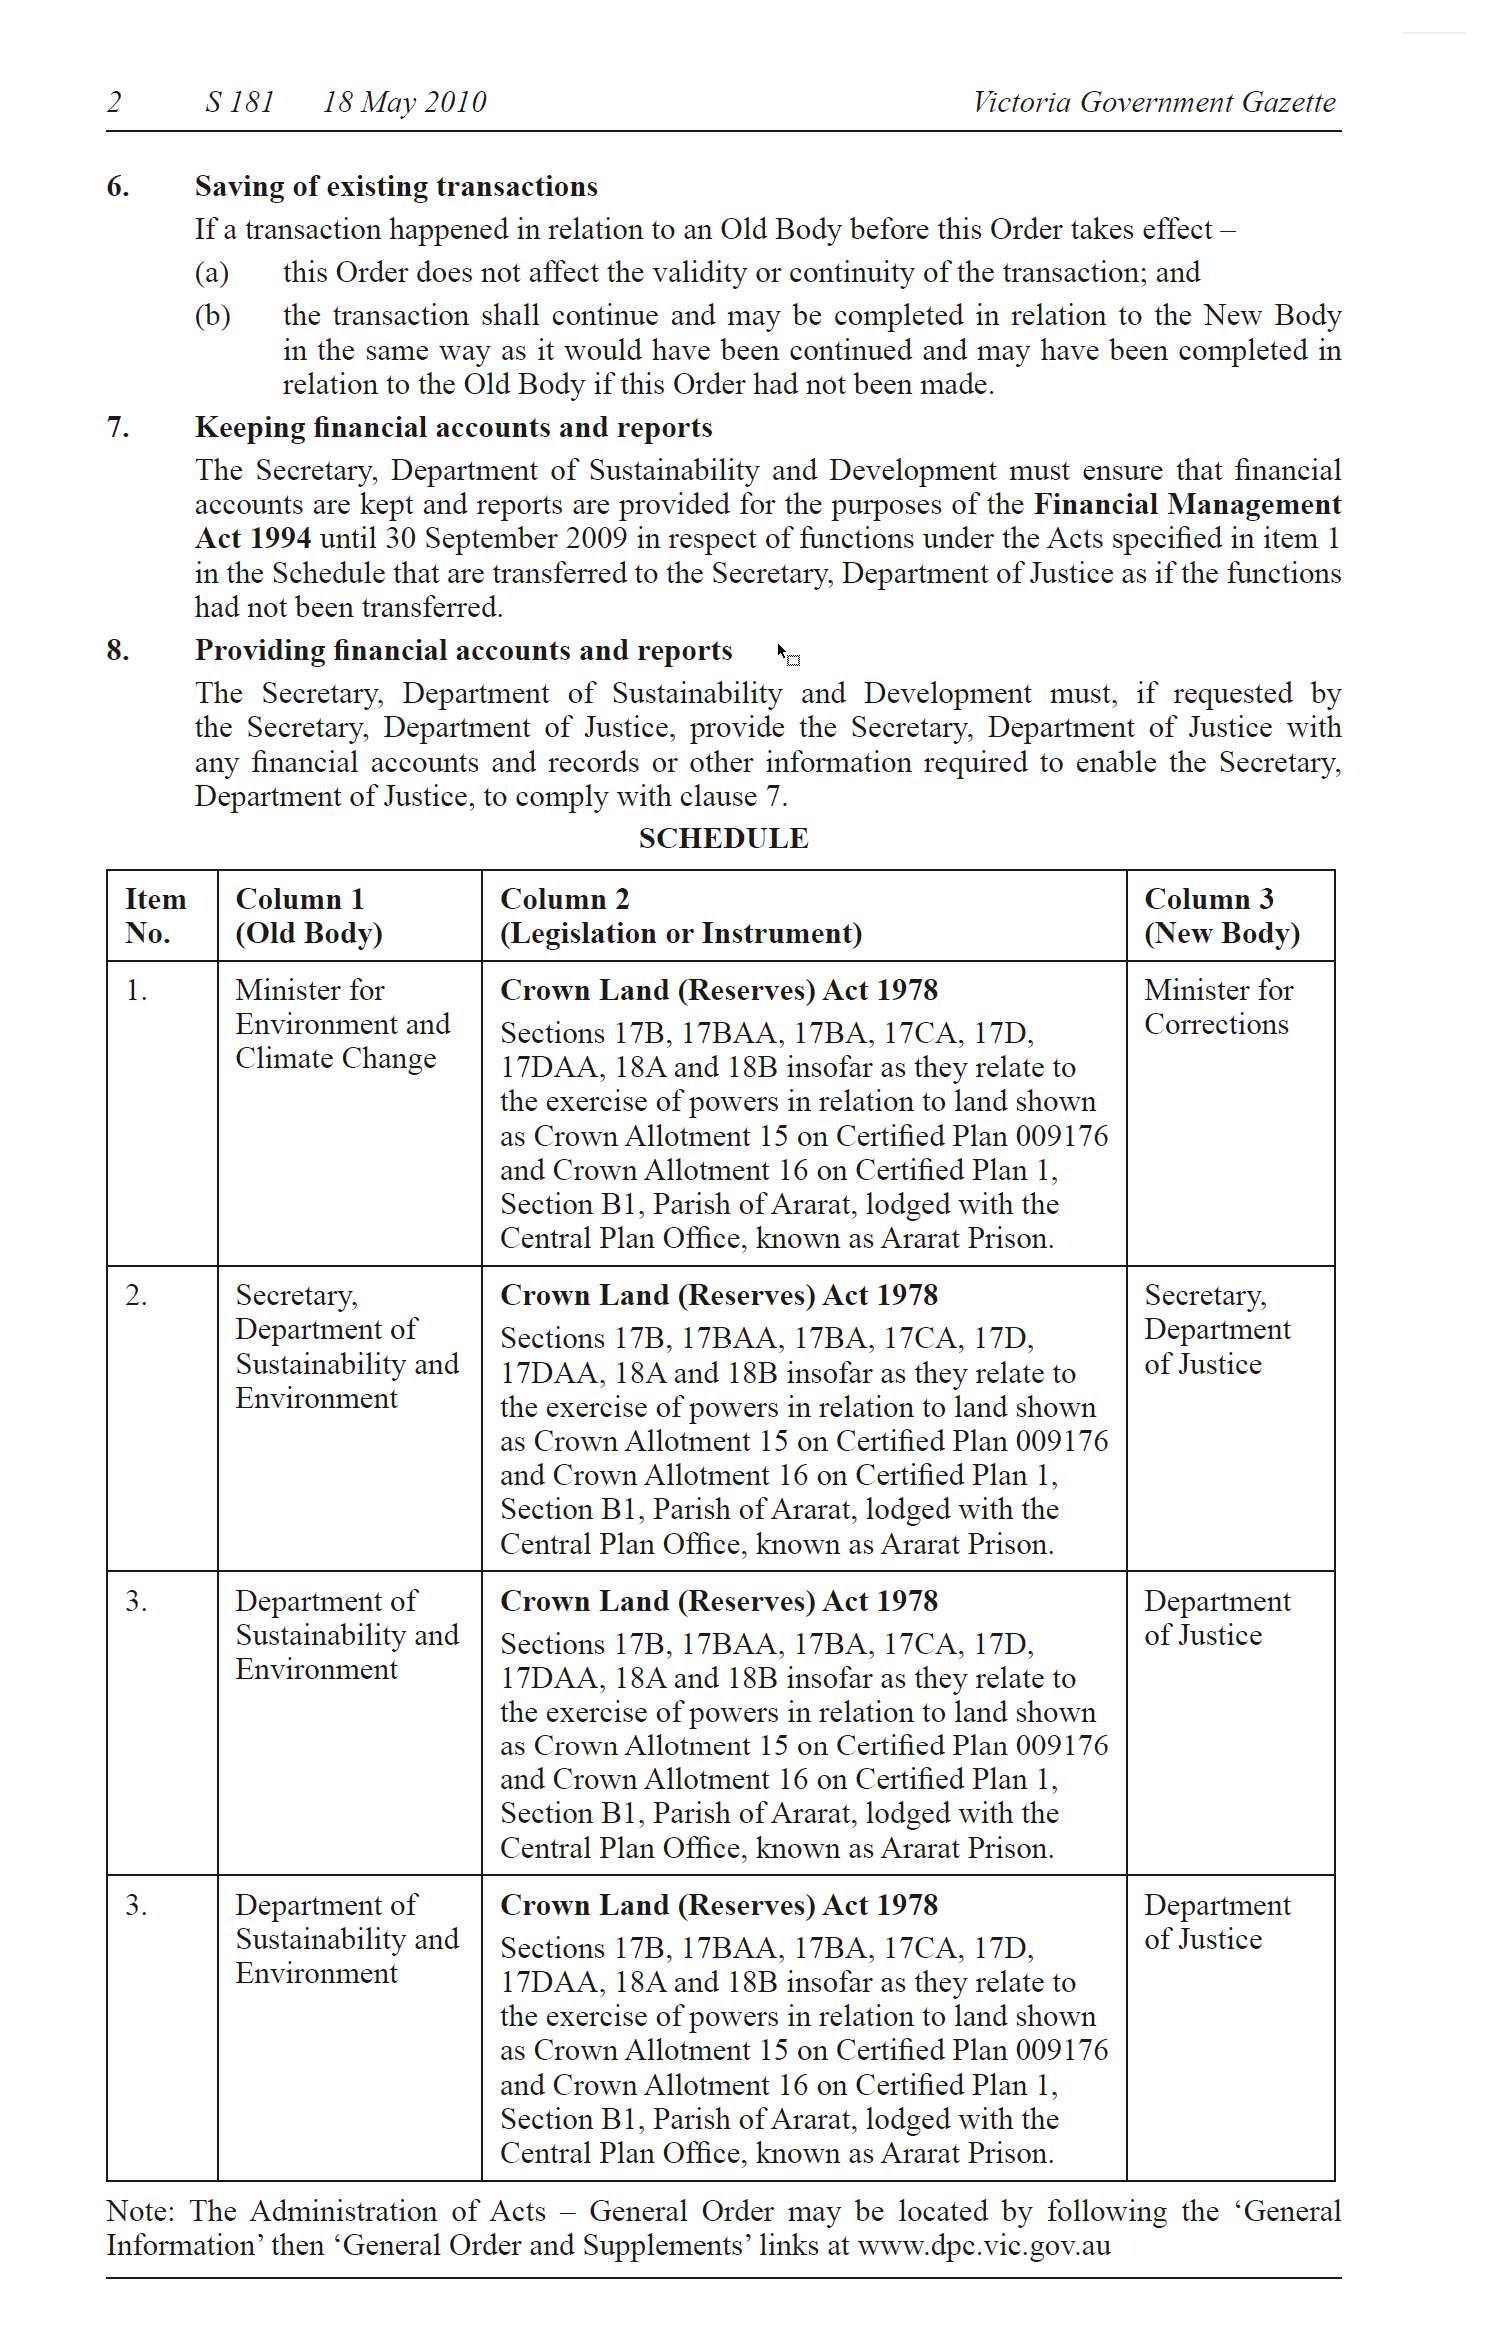 2 S 181 18 May 2010 Victoria Government Gazette
6. Saving of existing transactions
If a transaction happened in relation to an Old Body before this Order takes effect –
(a) this Order does not affect the validity or continuity of the transaction; and
(b) the transaction shall continue and may be completed in relation to the New Body
in the same way as it would have been continued and may have been completed in
relation to the Old Body if this Order had not been made.
7. Keeping financial accounts and reports
The Secretary, Department of Sustainability and Development must ensure that financial
accounts are kept and reports are provided for the purposes of the Financial Management
Act 1994 until 30 September 2009 in respect of functions under the Acts specified in item 1
in the Schedule that are transferred to the Secretary, Department of Justice as if the functions
had not been transferred.
8. Providing financial accounts and reports
The Secretary, Department of Sustainability and Development must, if requested by
the Secretary, Department of Justice, provide the Secretary, Department of Justice with
any financial accounts and records or other information required to enable the Secretary,
Department of Justice, to comply with clause 7.
SCHEDULE
Item
No.
Column 1
(Old Body)
Column 2
(Legislation or Instrument)
Column 3
(New Body)
1.
Minister for
Environment and
Climate Change
Crown Land (Reserves) Act 1978
Sections 17B, 17BAA, 17BA, 17CA, 17D,
17DAA, 18A and 18B insofar as they relate to
the exercise of powers in relation to land shown
as Crown Allotment 15 on Certified Plan 009176
and Crown Allotment 16 on Certified Plan 1,
Section B1, Parish of Ararat, lodged with the
Central Plan Office, known as Ararat Prison.
Minister for
Corrections
2.
Secretary,
Department of
Sustainability and
Environment
Crown Land (Reserves) Act 1978
Sections 17B, 17BAA, 17BA, 17CA, 17D,
17DAA, 18A and 18B insofar as they relate to
the exercise of powers in relation to land shown
as Crown Allotment 15 on Certified Plan 009176
and Crown Allotment 16 on Certified Plan 1,
Section B1, Parish of Ararat, lodged with the
Central Plan Office, known as Ararat Prison.
Secretary,
Department
of Justice
3.
Department of
Sustainability and
Environment
Crown Land (Reserves) Act 1978
Sections 17B, 17BAA, 17BA, 17CA, 17D,
17DAA, 18A and 18B insofar as they relate to
the exercise of powers in relation to land shown
as Crown Allotment 15 on Certified Plan 009176
and Crown Allotment 16 on Certified Plan 1,
Section B1, Parish of Ararat, lodged with the
Central Plan Office, known as Ararat Prison.
Department
of Justice
3.
Department of
Sustainability and
Environment
Crown Land (Reserves) Act 1978
Sections 17B, 17BAA, 17BA, 17CA, 17D,
17DAA, 18A and 18B insofar as they relate to
the exercise of powers in relation to land shown
as Crown Allotment 15 on Certified Plan 009176
and Crown Allotment 16 on Certified Plan 1,
Section B1, Parish of Ararat, lodged with the
Central Plan Office, known as Ararat Prison.
Department
of Justice
Note: The Administration of Acts – General Order may be located by following the ‘General
Information’ then ‘General Order and Supplements’ links at www.dpc.vic.gov.au